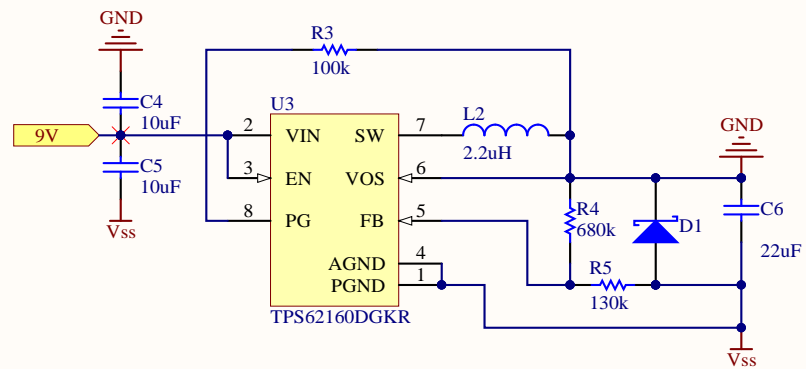 GND
R3
100k
C4
10uF
9V
C5
10uF
Vss
U3
2 VIN SW 7
3 EN VOS 6
8 PG FB 5
AGND 4
PGND 1
TPS62160DGKR
L2
2.2uH
GND
R4
680k
D1
C6
22uF
R5
130k
Vss